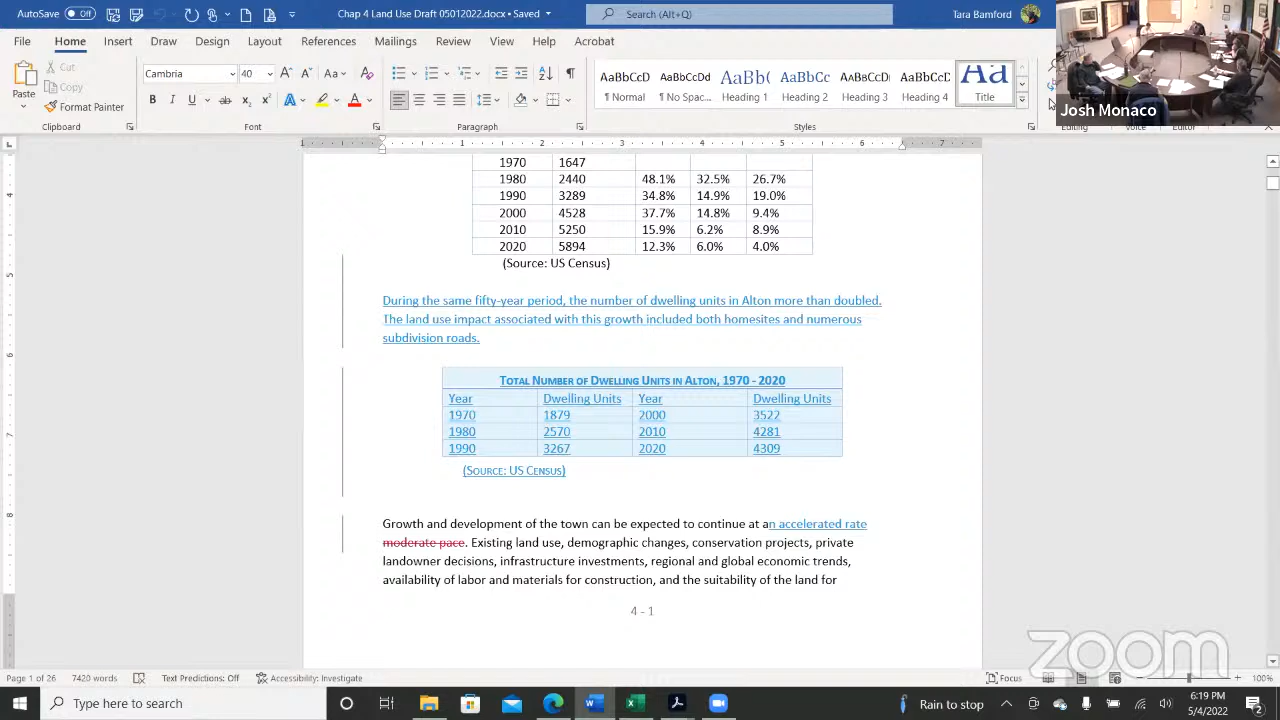 Chap 4 Land Use 05042022.docx • Saved
Search (Alt+Q)
Tara Bamford
File Home Insert Draw Design Layout References Mailings Review View Help Acrobat
Paste
Cut
Copy
Format Painter
Clipboard
Cambria 40
Font
Paragraph
AaBbCcD AaBbCcDd AaBb( AaBbCc AaBbCcD AaBbCcD Aa
¶ Normal ¶ No Spac... Heading 1 Heading 2 Heading 3 Heading 4 Title
Styles
Josh Monaco
1970 1647
1980 2440 48.1% 32.5% 26.7%
1990 3289 34.8% 14.9% 19.0%
2000 4528 37.7% 14.8% 9.4%
2010 5250 15.9% 6.2% 8.9%
2020 5894 12.3% 6.0% 4.0%
(Source: US Census)
During the same fifty-year period, the number of dwelling units in Alton more than doubled.
The land use impact associated with this growth included both homesites and numerous
subdivision roads.
Total Number of Dwelling Units in Alton, 1970 - 2020
Year Dwelling Units Year Dwelling Units
1970 1879 2000 3522
1980 2570 2010 4281
1990 3267 2020 4309
(Source: US Census)
Growth and development of the town can be expected to continue at an accelerated rate
moderate pace. Existing land use, demographic changes, conservation projects, private
landowner decisions, infrastructure investments, regional and global economic trends,
availability of labor and materials for construction, and the suitability of the land for
4 - 1
zoom
Page 1 of 26 7420 words Text Predictions: Off Accessibility: Investigate Focus 100%
Type here to search
Rain to stop
6:19 PM
5/4/2022